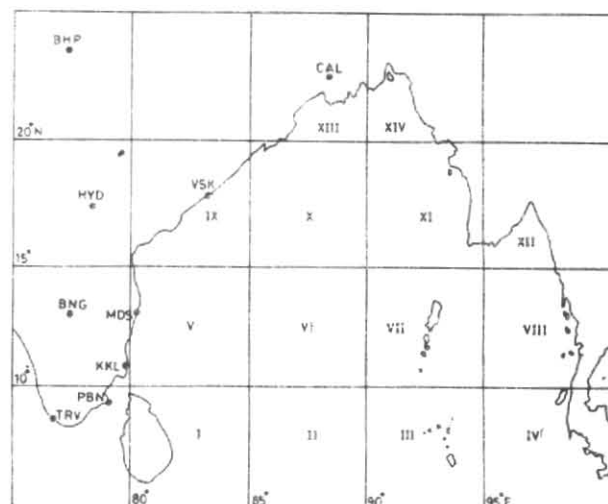 BHP
CAL
20°N
XIII XIV
HYD
VSK
IX X XI
XII
15°
BNG MDS V VI VII VIII
KKL
10°
PBN
TRV I II III IV
80° 85° 90° 95°E